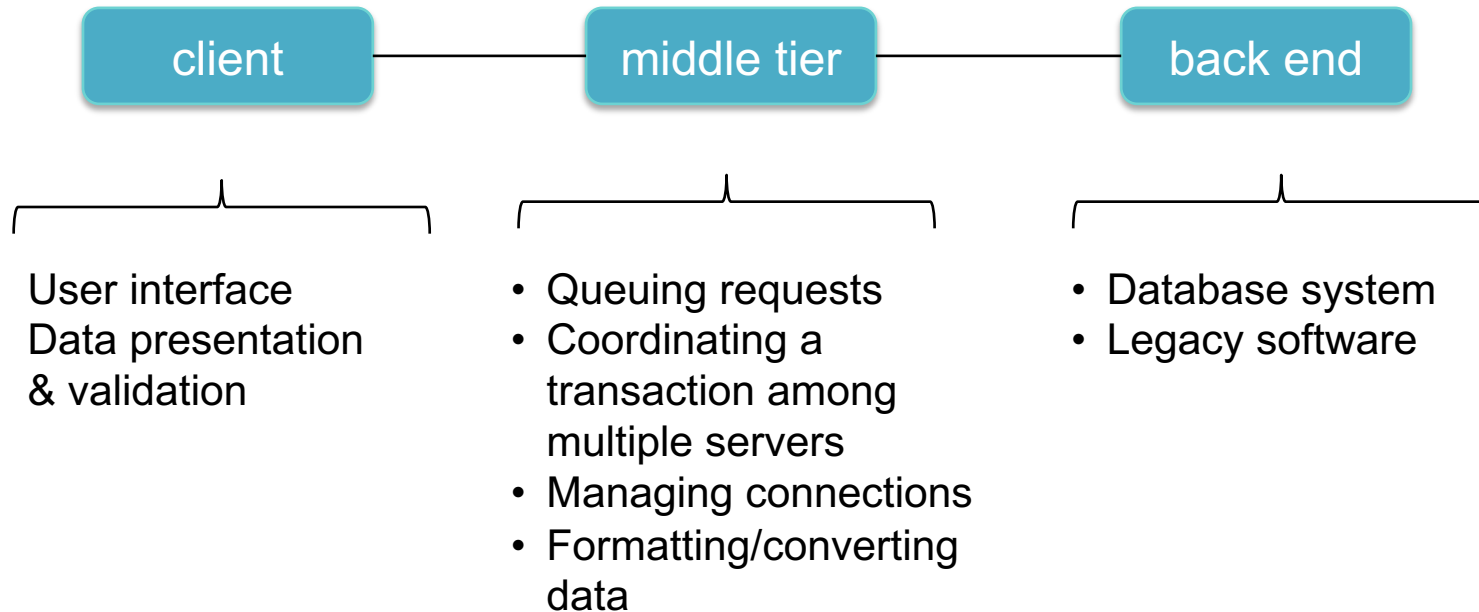 client
middle tier
back end
User interface
Data presentation
& validation
• Queuing requests
• Coordinating a
transaction among
multiple servers
• Managing connections
• Formatting/converting
data
• Database system
• Legacy software